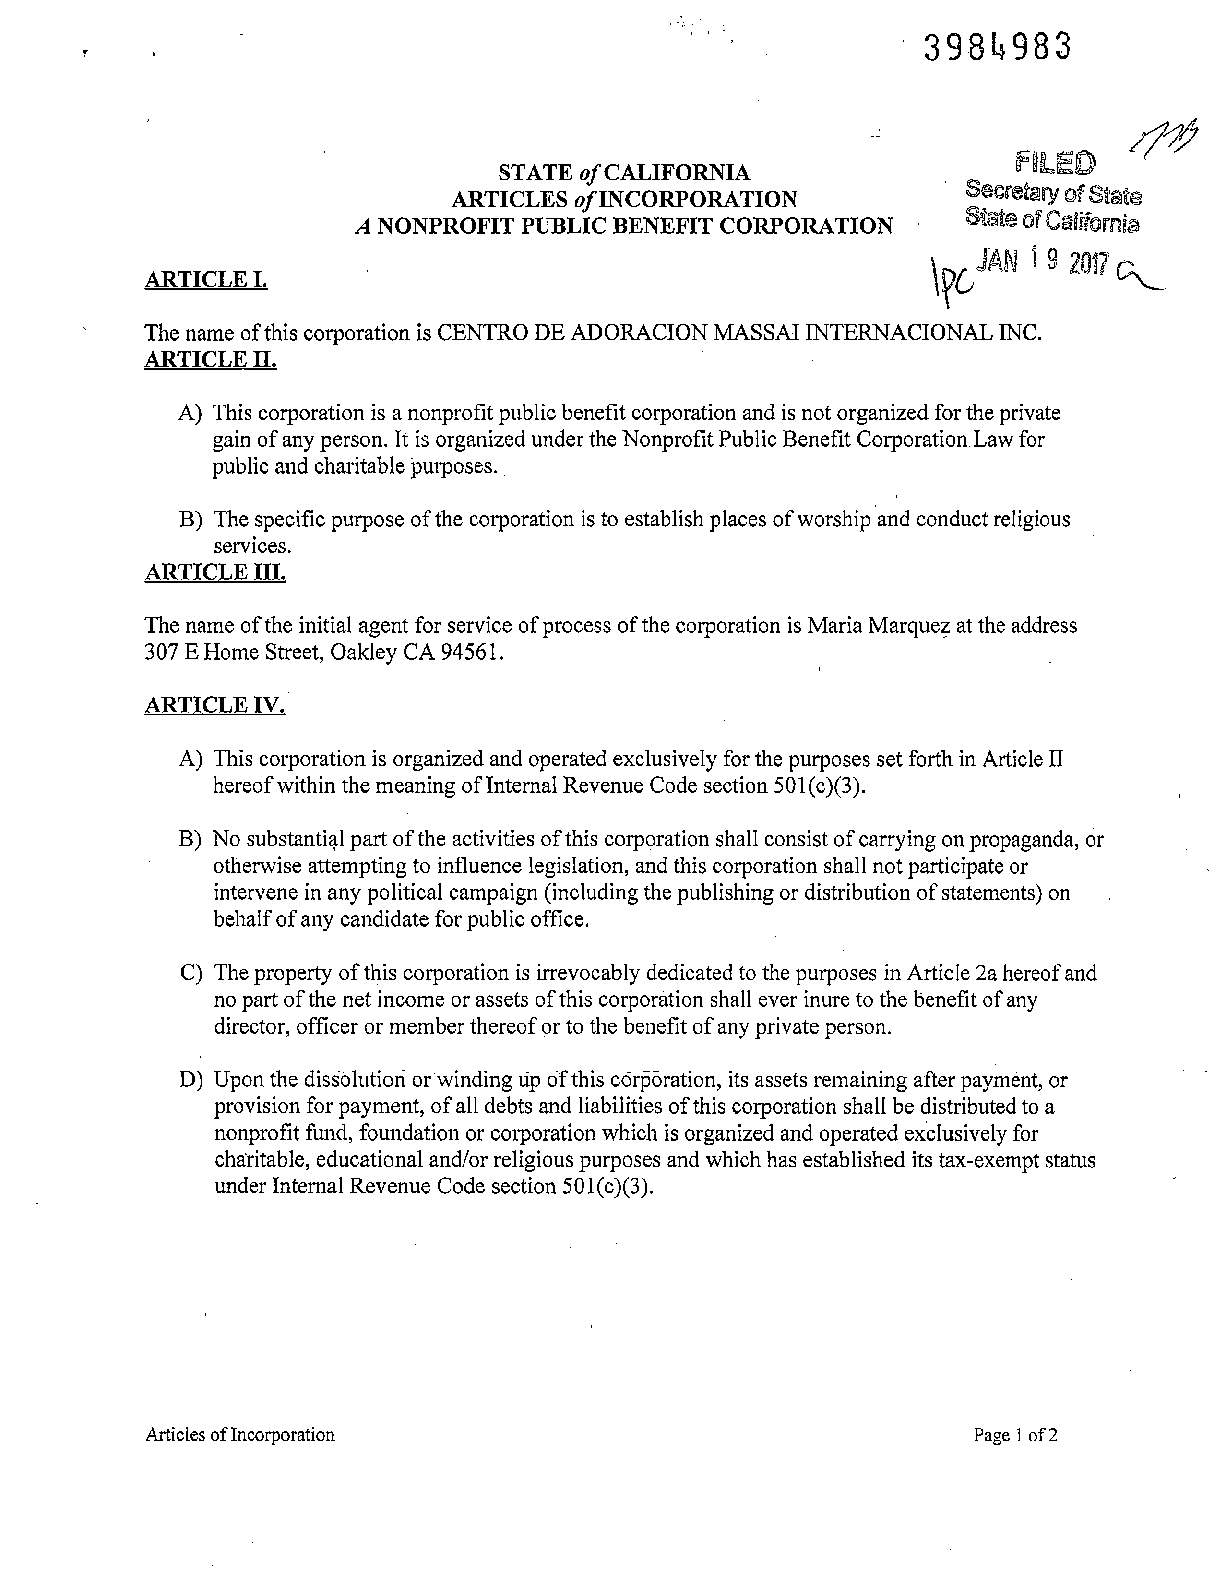 3984983
FILED
Secretary of State
State of California
JAN 19 2017
STATE of CALIFORNIA
ARTICLES of INCORPORATION
A NONPROFIT PUBLIC BENEFIT CORPORATION
ARTICLE I.
The name of this corporation is CENTRO DE ADORACION MASSAI INTERNACIONAL INC.
ARTICLE II.
A) This corporation is a nonprofit public benefit corporation and is not organized for the private
gain of any person. It is organized under the Nonprofit Public Benefit Corporation Law for
public and charitable purposes.
B) The specific purpose of the corporation is to establish places of worship and conduct religious
services.
ARTICLE III.
The name of the initial agent for service of process of the corporation is Maria Marquez at the address
307 E Home Street, Oakley CA 94561.
ARTICLE IV.
A) This corporation is organized and operated exclusively for the purposes set forth in Article II
hereof within the meaning of Internal Revenue Code section 501(c)(3).
B) No substantial part of the activities of this corporation shall consist of carrying on propaganda, or
otherwise attempting to influence legislation, and this corporation shall not participate or
intervene in any political campaign (including the publishing or distribution of statements) on
behalf of any candidate for public office.
C) The property of this corporation is irrevocably dedicated to the purposes in Article 2a hereof and
no part of the net income or assets of this corporation shall ever inure to the benefit of any
director, officer or member thereof or to the benefit of any private person.
D) Upon the dissolution or winding up of this corporation, its assets remaining after payment, or
provision for payment, of all debts and liabilities of this corporation shall be distributed to a
nonprofit fund, foundation or corporation which is organized and operated exclusively for
charitable, educational and/or religious purposes and which has established its tax-exempt status
under Internal Revenue Code section 501(c)(3).
Articles of Incorporation
Page 1 of 2